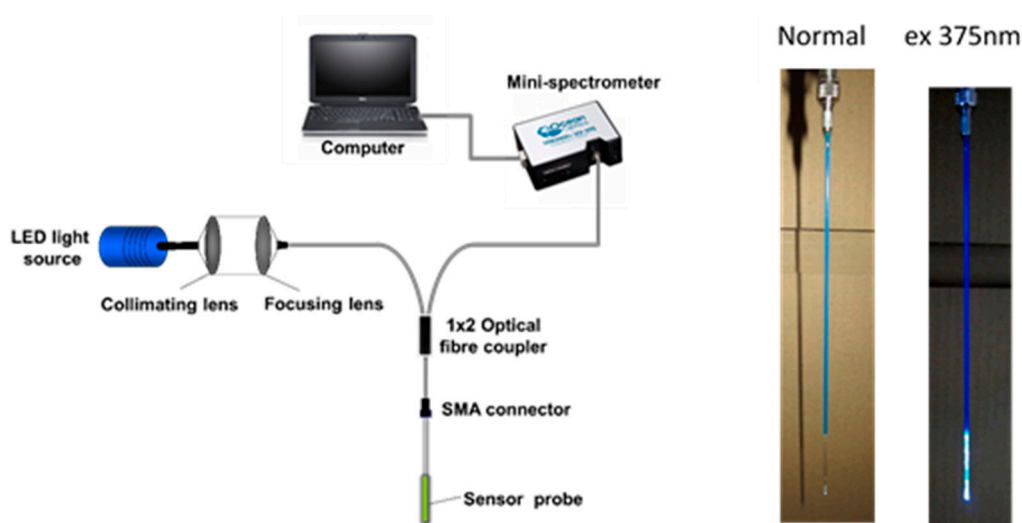 Normal
ex 375nm
Mini-spectrometer
Ocean
Computer
LED light
source
Collimating lens
Focusing lens
1x2 Optical
fibre coupler
SMA connector
Sensor probe